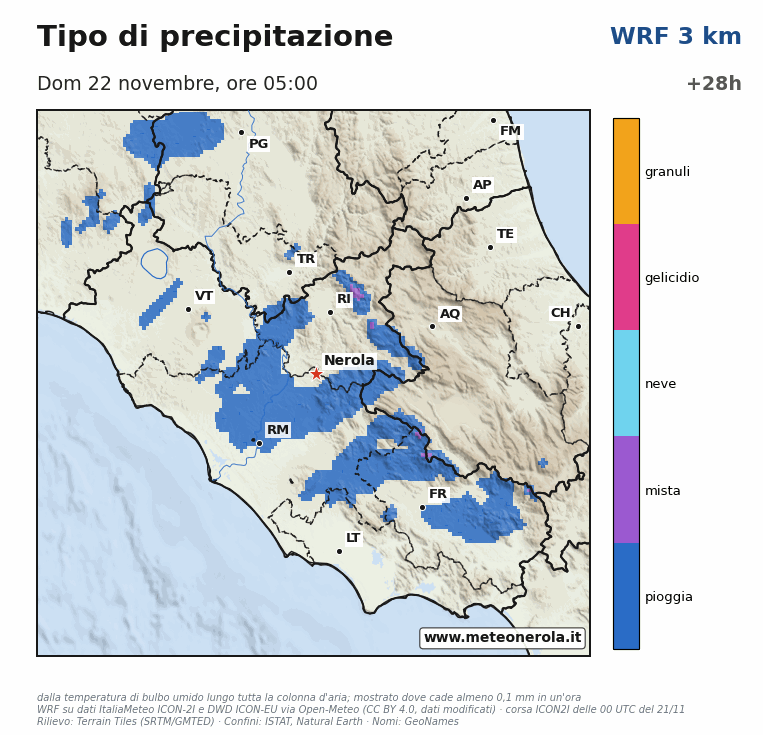 Tipo di precipitazione
WRF 3 km
Dom 22 novembre, ore 05:00
+28h
FM
PG
AP
TE
TR
VT
RI
AQ
CH
Nerola
RM
FR
LT
www.meteonerola.it
granuli
gelicidio
neve
mista
pioggia
dalla temperatura di bulbo umido lungo tutta la colonna d'aria; mostrato dove cade almeno 0,1 mm in un'ora
WRF su dati ItaliaMeteo ICON-2I e DWD ICON-EU via Open-Meteo (CC BY 4.0, dati modificati) · corsa ICON2I delle 00 UTC del 21/11
Rilievo: Terrain Tiles (SRTM/GMTED) · Confini: ISTAT, Natural Earth · Nomi: GeoNames